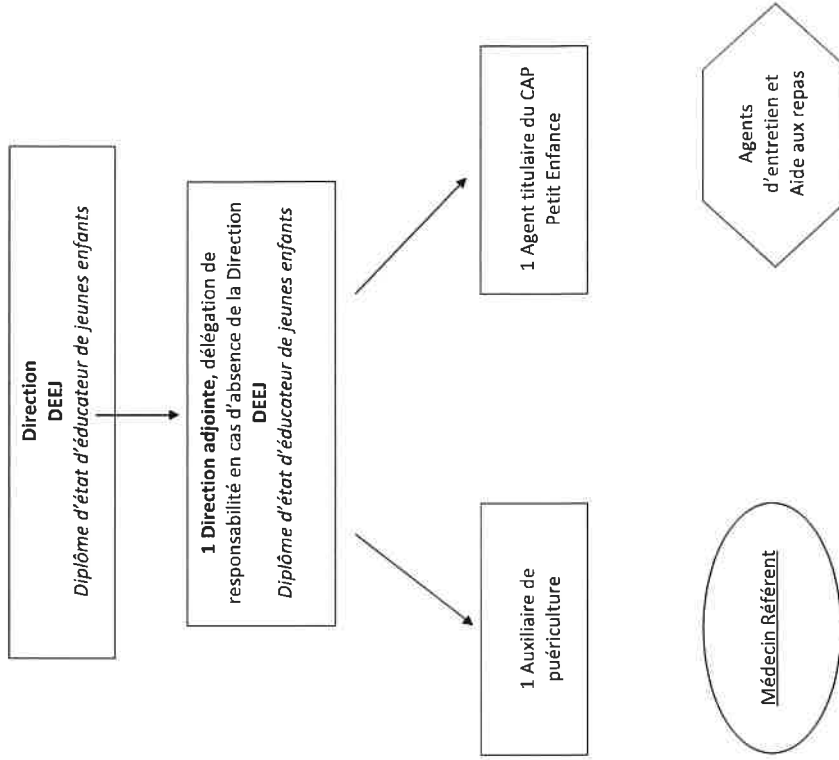 Direction
DEEJ
Diplôme d'état d'éducateur de jeunes enfants
1 Direction adjointe, délégation de
responsabilité en cas d'absence de la Direction
DEEJ
Diplôme d'état d'éducateur de jeunes enfants
1 Auxiliaire de
puériculture
1 Agent titulaire du CAP
Petit Enfance
Médecin Référent
Agents
d'entretien et
Aide aux repas